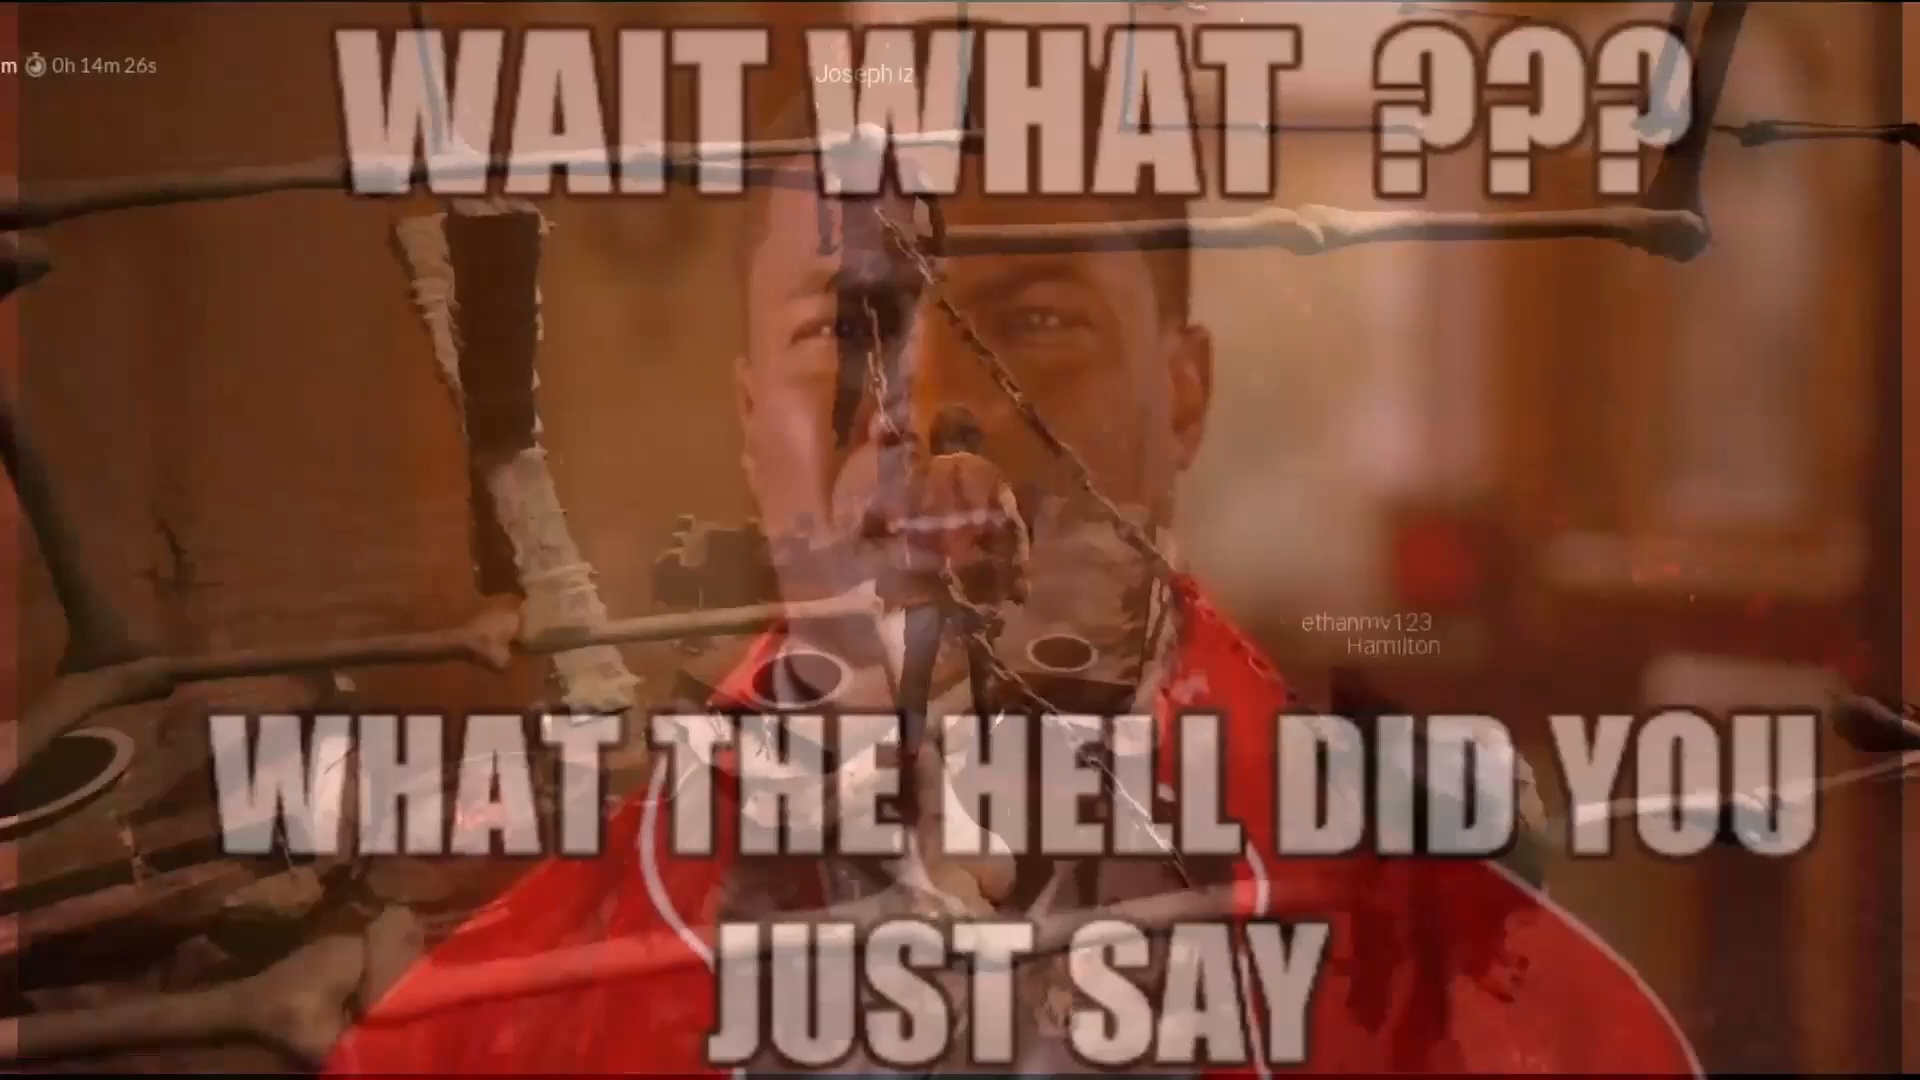 WAIT WHAT ???
m 0h 14m 26s
Joseph iz
ethanmv123
Hamilton
WHAT THE HELL DID YOU
JUST SAY